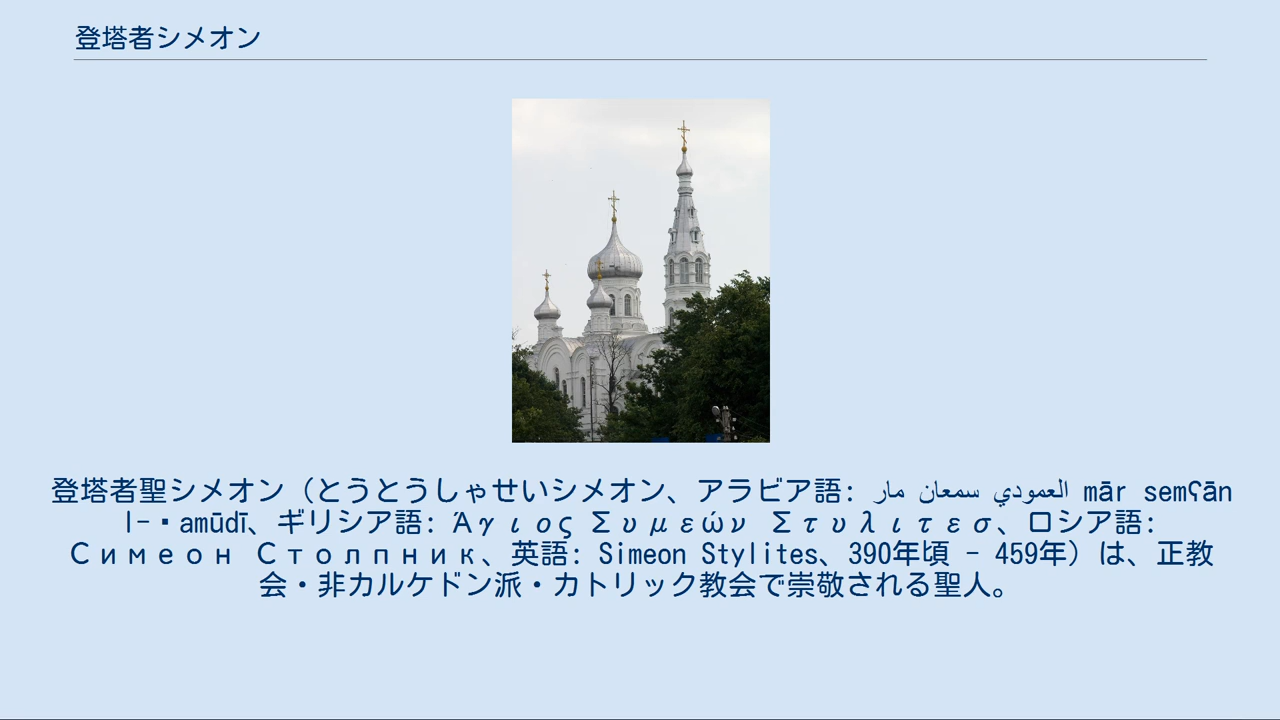 登塔者シメオン
登塔者聖シメオン（とうとうしゃせいシメオン、アラビア語: العمودي سمعان مار mār semʕān
l-▪amūdī、ギリシア語: Άγιος Συμεών Στυλιτεσ、ロシア語:
Симеон Столпник、英語: Simeon Stylites、390年頃 - 459年）は、正教
会・非カルケドン派・カトリック教会で崇敬される聖人。